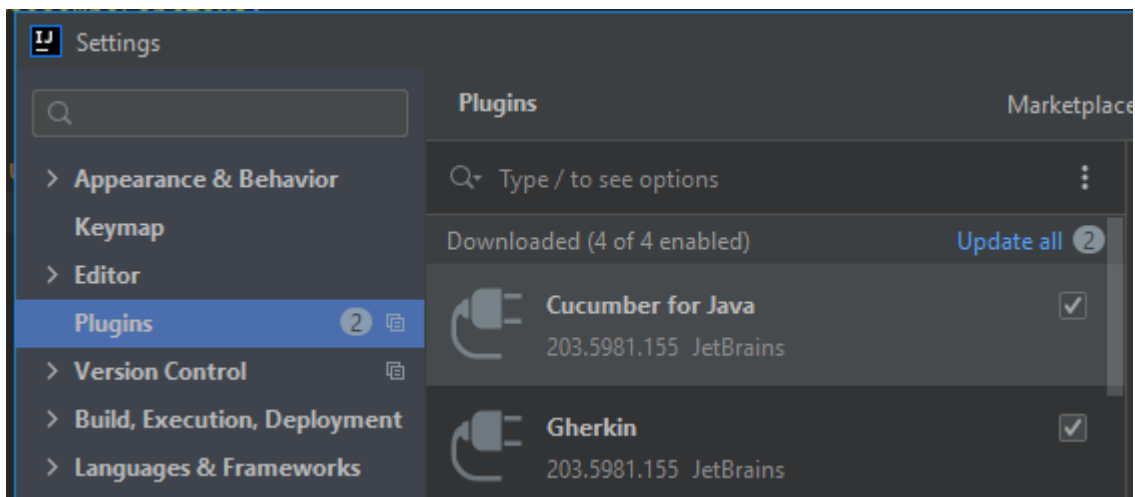 IJ
Settings
Plugins
Marketplace
Appearance & Behavior
Keymap
Editor
Plugins 2
Version Control
Build, Execution, Deployment
Languages & Frameworks
Type / to see options
Downloaded (4 of 4 enabled) Update all 2
Cucumber for Java
203.5981.155 JetBrains
Gherkin
203.5981.155 JetBrains